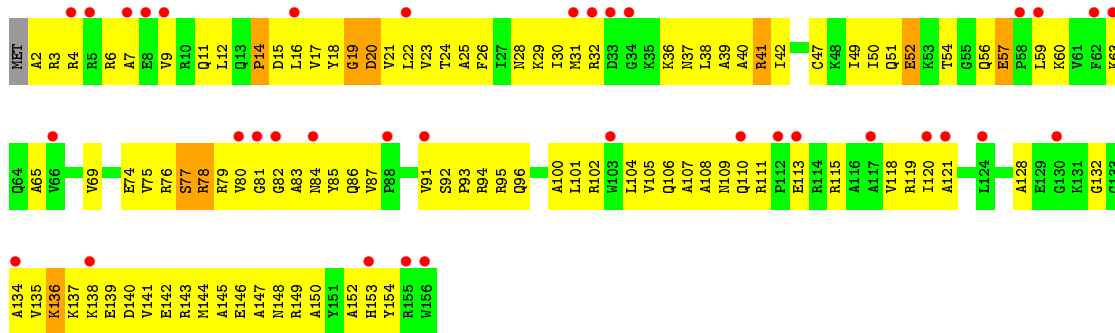 MET A2 R3 R4 R5 R6 A7 E8 V9 R10 Q11 L12 Q13 P14 D15 L16 V17 Y18 G19 D20 V21 L22 V23 T24 A25 F26 I27 N28 K29 I30 M31 R32 D33 G34 K35 K36 N37 L38 A39 A40 R41 I42 C47 K48 I49 I50 Q51 E52 K53 T54 G55 Q56 E57 P58 L59 K60 V61 F62 K63
Q64 A65 V66 V69 E74 V75 R76 S77 R78 R79 V80 G81 G82 A83 N84 Y85 Q86 V87 P88 V91 S92 P93 R94 R95 Q96 A100 L101 R102 W103 L104 V105 Q106 A107 A108 N109 Q110 R111 P112 E113 R114 R115 A116 A117 V118 R119 I120 A121 L124 A128 E129 G130 K131 G132 G133
A134 V135 K136 K137 K138 E139 D140 V141 E142 R143 M144 A145 E146 A147 N148 R149 A150 Y151 A152 H153 Y154 R155 W156